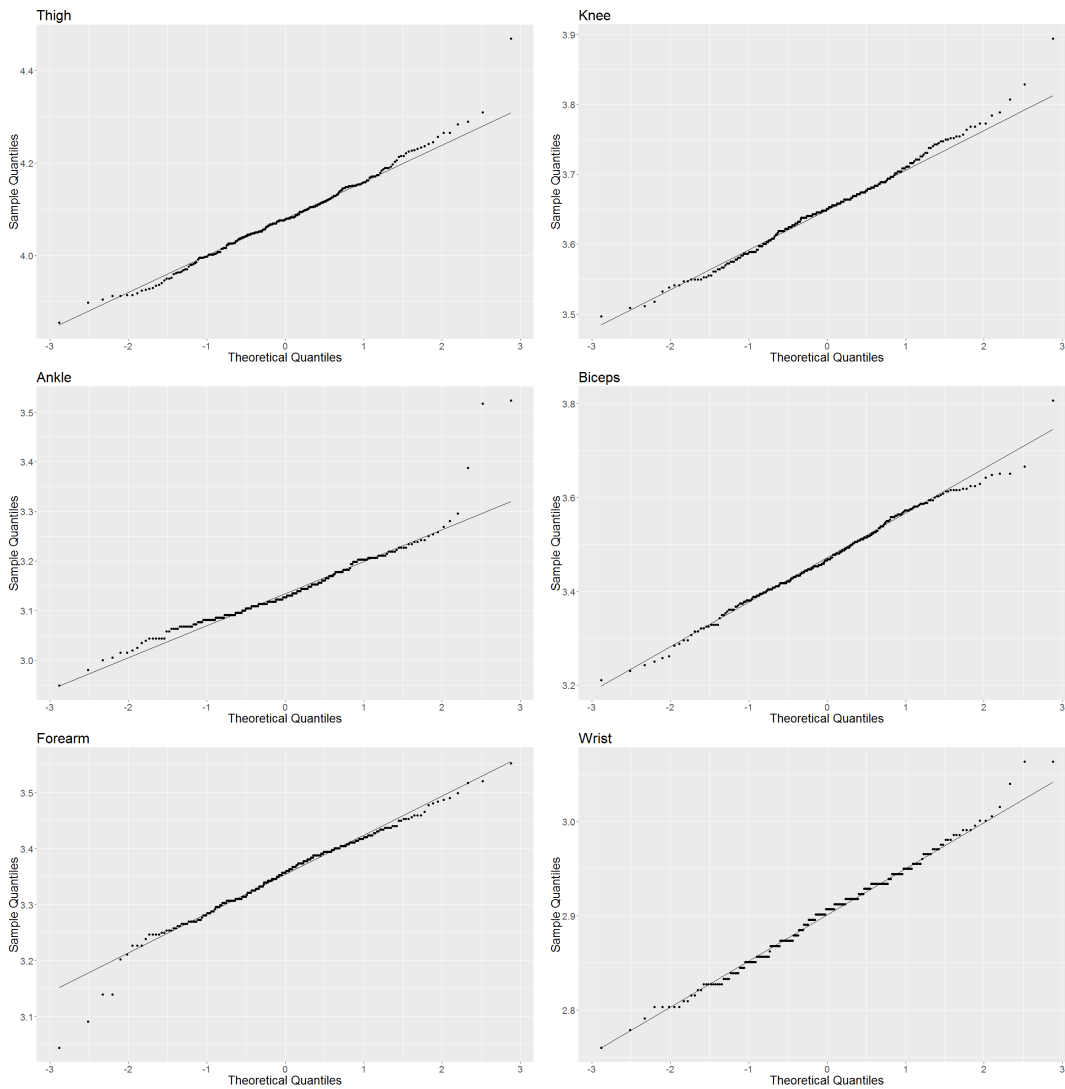 Thigh
Sample Quantiles
4.4
4.2
4.0
-3 -2 -1 0 1 2 3
Theoretical Quantiles
Knee
Sample Quantiles
3.9
3.8
3.7
3.6
3.5
-3 -2 -1 0 1 2 3
Theoretical Quantiles
Ankle
Sample Quantiles
3.5
3.4
3.3
3.2
3.1
3.0
-3 -2 -1 0 1 2 3
Theoretical Quantiles
Biceps
Sample Quantiles
3.8
3.6
3.4
3.2
-3 -2 -1 0 1 2 3
Theoretical Quantiles
Forearm
Sample Quantiles
3.5
3.4
3.3
3.2
3.1
-3 -2 -1 0 1 2 3
Theoretical Quantiles
Wrist
Sample Quantiles
3.0
2.9
2.8
-3 -2 -1 0 1 2 3
Theoretical Quantiles